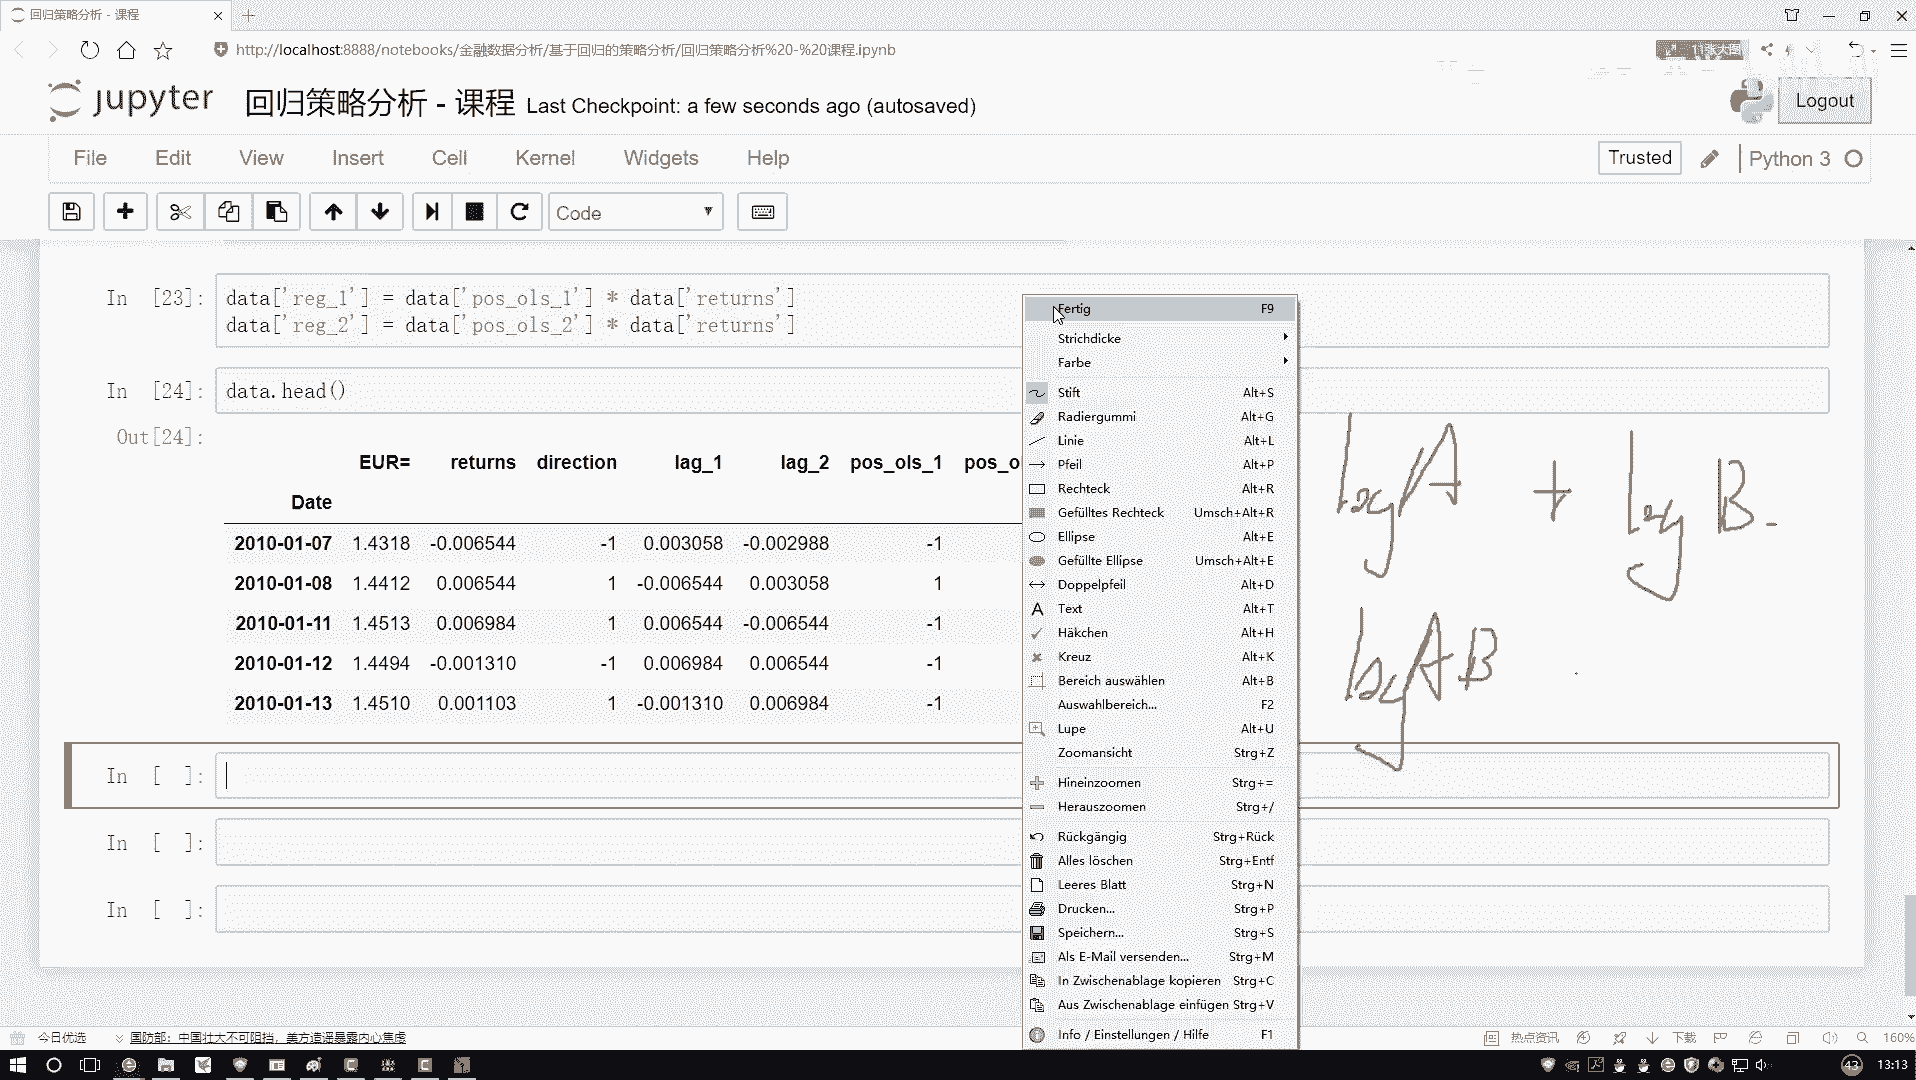 回归策略分析 - 课程
http://localhost:8888/notebooks/金融数据分析/基于回归的策略分析/回归策略分析%20-%20课程.ipynb
11张大图
jupyter 回归策略分析 - 课程 Last Checkpoint: a few seconds ago (autosaved)
Logout
File Edit View Insert Cell Kernel Widgets Help
Trusted Python 3
Code
In [23]: data['reg_1'] = data['pos_ols_1'] * data['returns']
data['reg_2'] = data['pos_ols_2'] * data['returns']
In [24]: data.head()
Out[24]:
EUR= returns direction lag_1 lag_2 pos_ols_1 pos_o
Date
2010-01-07 1.4318 -0.006544 -1 0.003058 -0.002988 -1
2010-01-08 1.4412 0.006544 1 -0.006544 0.003058 1
2010-01-11 1.4513 0.006984 1 0.006544 -0.006544 -1
2010-01-12 1.4494 -0.001310 -1 0.006984 0.006544 -1
2010-01-13 1.4510 0.001103 1 -0.001310 0.006984 -1
In [ ]:
In [ ]:
In [ ]:
Fertig F9
Strichdicke
Farbe
Stift Alt+S
Radiergummi Alt+G
Linie Alt+L
Pfeil Alt+P
Rechteck Alt+R
Gefülltes Rechteck Umsch+Alt+R
Ellipse Alt+E
Gefüllte Ellipse Umsch+Alt+E
Doppelpfeil Alt+D
Text Alt+T
Häkchen Alt+H
Kreuz Alt+K
Bereich auswählen Alt+B
Auswahlbereich... F2
Lupe Alt+U
Zoomansicht Strg+Z
Hineinzoomen Strg+=
Herauszoomen Strg+/
Rückgängig Strg+Rück
Alles löschen Strg+Entf
Leeres Blatt Strg+N
Drucken... Strg+P
Speichern... Strg+S
Als E-Mail versenden... Strg+M
In Zwischenablage kopieren Strg+C
Aus Zwischenablage einfügen Strg+V
Info / Einstellungen / Hilfe F1
log A + log B
log AB
今日优选 国防部：中国壮大不可阻挡，美方造谣暴露内心焦虑
热点资讯 下载 160%
43 13:13